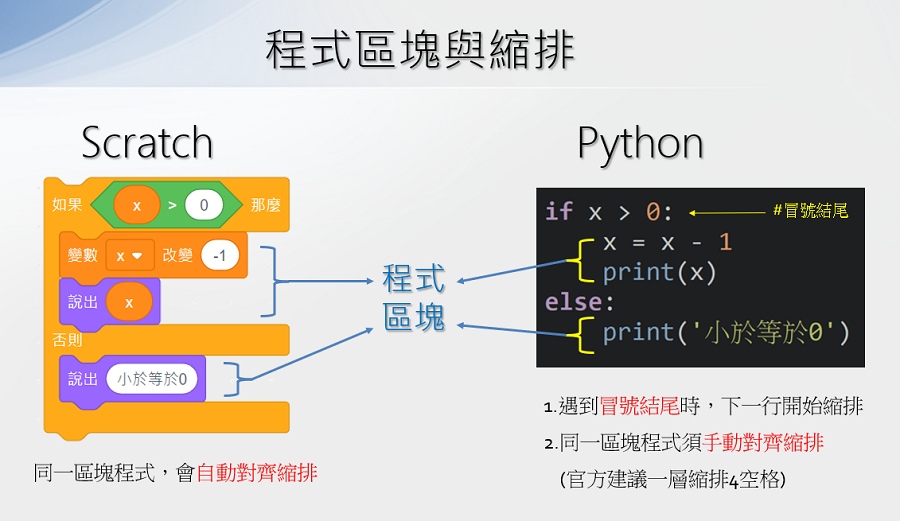 程式區塊與縮排
Scratch
如果 x > 0 那麼
變數 x 改變 -1
說出 x
否則
說出 小於等於0
同一區塊程式，會自動對齊縮排
程式
區塊
Python
if x > 0: #冒號結尾
x = x - 1
print(x)
else:
print('小於等於0')
1.遇到冒號結尾時，下一行開始縮排
2.同一區塊程式須手動對齊縮排
(官方建議一層縮排4空格)